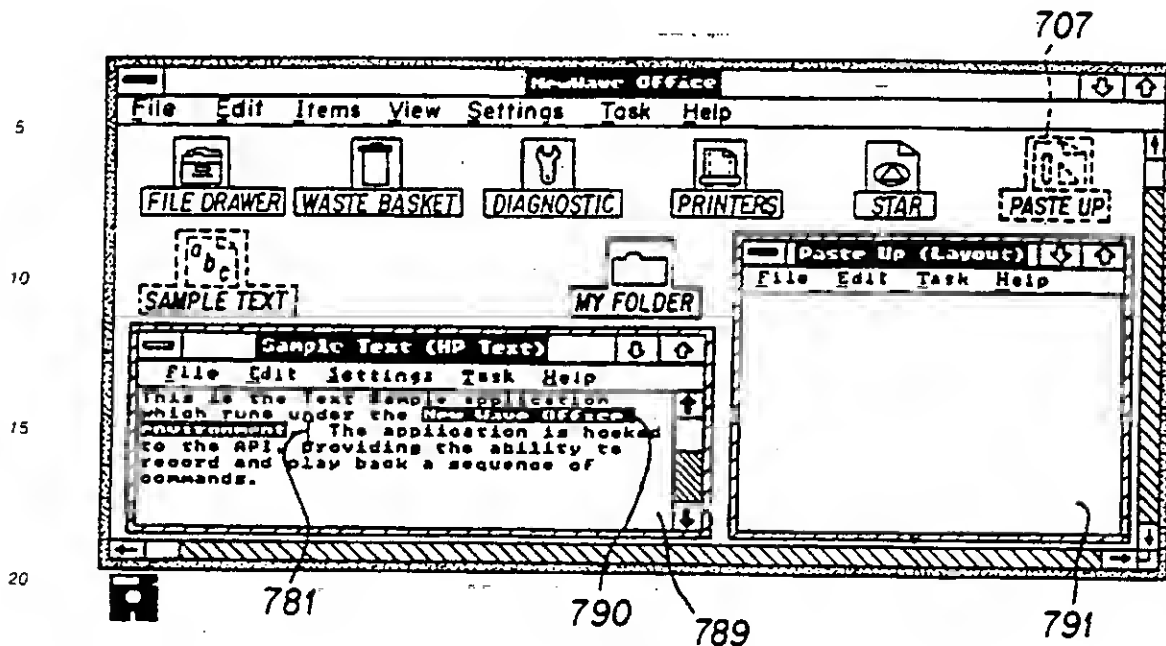 707
NewWave Office
File Edit Items View Settings Task Help
5
FILE DRAWER WASTE BASKET DIAGNOSTIC PRINTERS STAR PASTE UP
Paste Up (Layout)
File Edit Task Help
10
SAMPLE TEXT MY FOLDER
Sample Text (HP Text)
File Edit Settings Task Help
This is the Text Sample application
which runs under the New Wave Office
15
environment. The application is hooked
to the API, providing the ability to
record and play back a sequence of
commands.
20
781 790 789 791